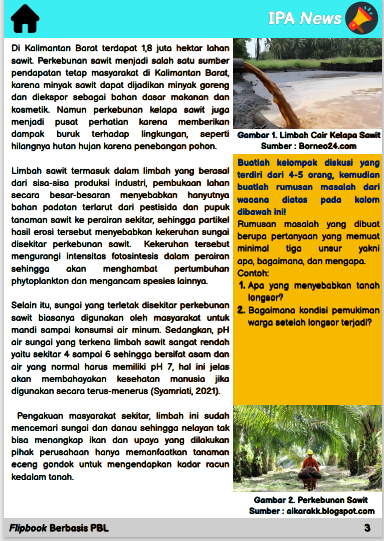 IPA News
Di Kalimantan Barat terdapat 1,8 juta hektar lahan
sawit. Perkebunan sawit menjadi salah satu sumber
pendapatan tetap masyarakat di Kalimantan Barat,
karena minyak sawit dapat dijadikan minyak goreng
dan diekspor sebagai bahan dasar makanan dan
kosmetik. Namun perkebunan kelapa sawit juga
menjadi pusat perhatian karena memberikan
dampak buruk terhadap lingkungan, seperti
hilangnya hutan hujan karena penebangan pohon.
Limbah sawit termasuk dalam limbah yang berasal
dari sisa-sisa produksi industri, pembukaan lahan
secara besar-besaran menyebabkan hanyutnya
bahan padatan terlarut dari pestisida dan pupuk
tanaman sawit ke perairan sekitar, sehingga partikel
hasil erosi tersebut menyebabkan kekeruhan sungai
disekitar perkebunan sawit. Kekeruhan tersebut
mengurangi intensitas fotosintesis dalam perairan
sehingga akan menghambat pertumbuhan
phytoplankton dan mengancam spesies lainnya.
Selain itu, sungai yang terletak disekitar perkebunan
sawit biasanya digunakan oleh masyarakat untuk
mandi sampai konsumsi air minum. Sedangkan, pH
air sungai yang terkena limbah sawit sangat rendah
yaitu sekitar 4 sampai 6 sehingga bersifat asam dan
air yang normal harus memiliki pH 7, hal ini jelas
akan membahayakan kesehatan manusia jika
digunakan secara terus-menerus (Syamriati, 2021).
Pengakuan masyarakat sekitar, limbah ini sudah
mencemari sungai dan danau sehingga nelayan tak
bisa menangkap ikan dan upaya yang dilakukan
pihak perusahaan hanya memanfaatkan tanaman
eceng gondok untuk mengendapkan kadar racun
kedalam tanah.
Gambar 1. Limbah Cair Kelapa Sawit
Sumber : Borneo24.com
Buatlah kelompok diskusi yang
terdiri dari 4-5 orang, kemudian
buatlah rumusan masalah dari
wacana diatas pada kolom
dibawah ini!
Rumusan masalah yang dibuat
berupa pertanyaan yang memuat
minimal tiga unsur yakni
apa, bagaimana, dan mengapa.
Contoh:
1. Apa yang menyebabkan tanah
longsor?
2. Bagaimana kondisi pemukiman
warga setelah longsor terjadi?
Gambar 2. Perkebunan Sawit
Sumber : aikarakk.blogspot.com
Flipbook Berbasis PBL
3